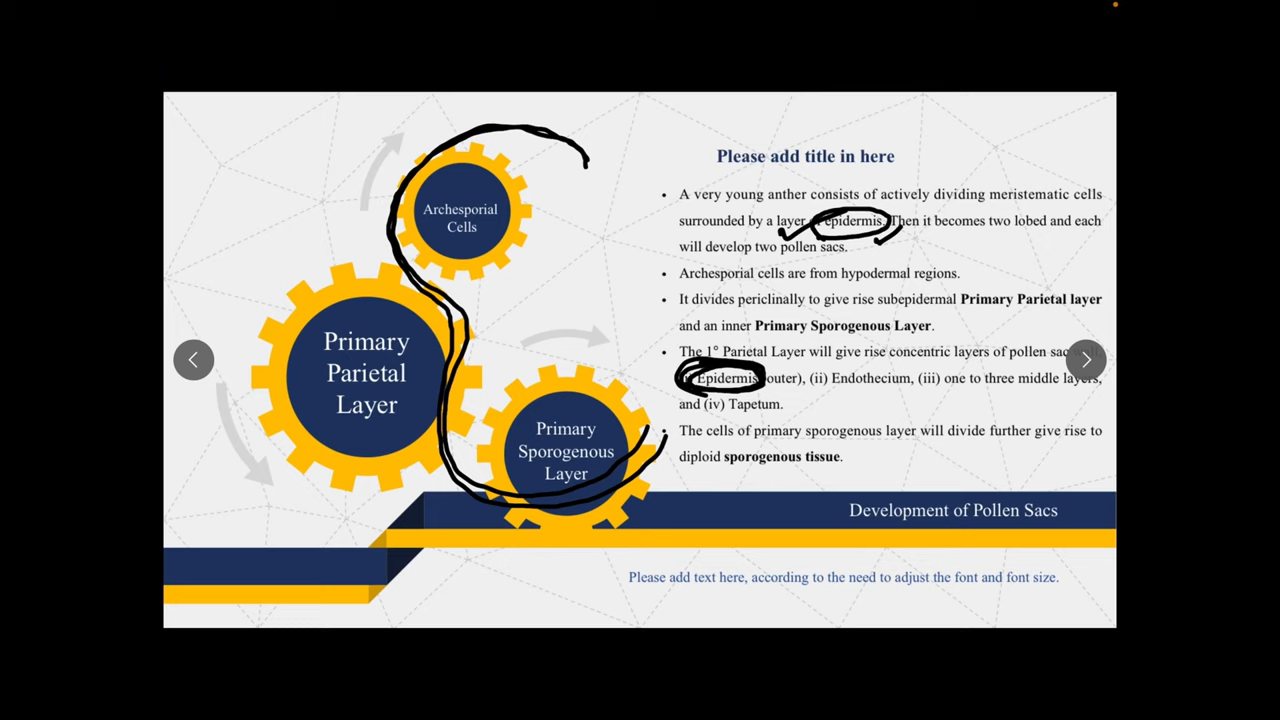 Archesporial
Cells
Primary
Parietal
Layer
Primary
Sporogenous
Layer
Please add title in here
• A very young anther consists of actively dividing meristematic cells
surrounded by a layer epidermis. Then it becomes two lobed and each
will develop two pollen sacs.
• Archesporial cells are from hypodermal regions.
• It divides periclinally to give rise subepidermal Primary Parietal layer
and an inner Primary Sporogenous Layer.
• The 1° Parietal Layer will give rise concentric layers of pollen sac
Epidermis outer), (ii) Endothecium, (iii) one to three middle layers,
and (iv) Tapetum.
• The cells of primary sporogenous layer will divide further give rise to
diploid sporogenous tissue.
Development of Pollen Sacs
Please add text here, according to the need to adjust the font and font size.